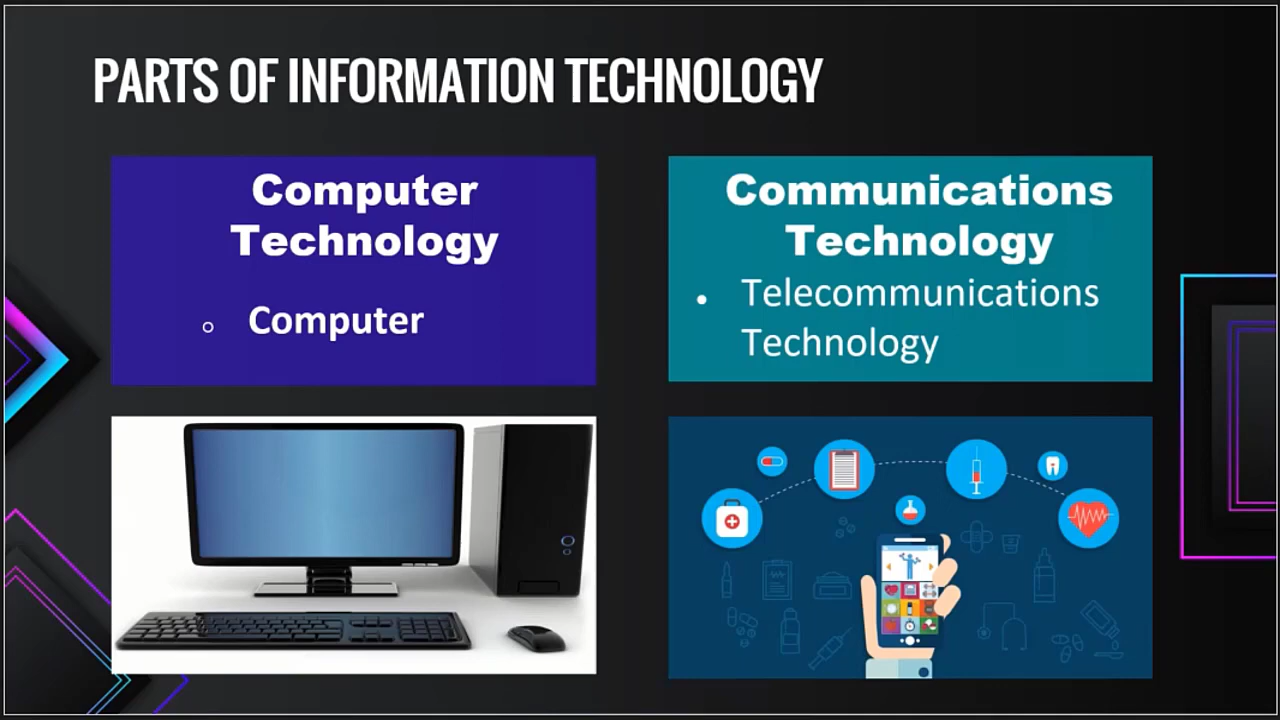 PARTS OF INFORMATION TECHNOLOGY
Computer
Technology
○ Computer
Communications
Technology
• Telecommunications
Technology